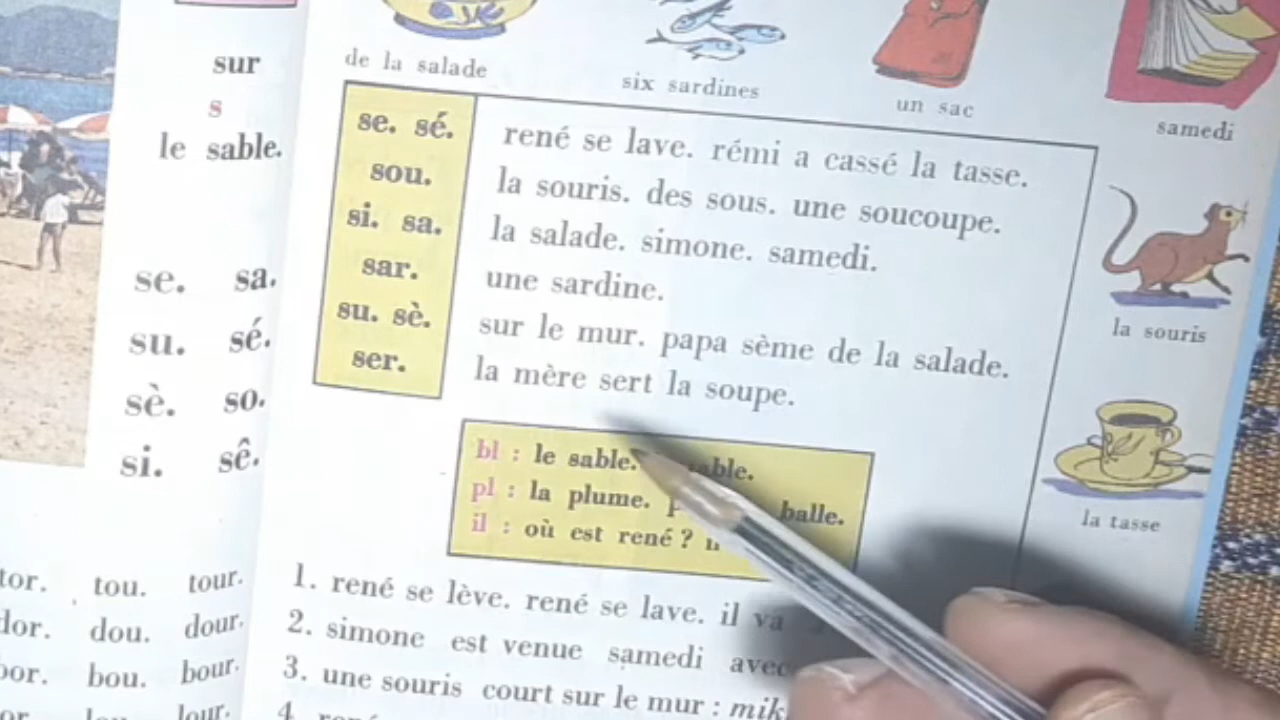 sur
s
le sable.
se. sa.
su. sé.
sè. so.
si. sê.
tor. tou. tour.
dor. dou. dour.
bou. bour.
de la salade
six sardines
un sac
samedi
se. sé.
sou.
si. sa.
sar.
su. sè.
ser.
rené se lave. rémi a cassé la tasse.
la souris. des sous. une soucoupe.
la salade. simone. samedi.
une sardine.
sur le mur. papa sème de la salade.
la mère sert la soupe.
la souris
la tasse
bl : le sable.
pl : la plume. balle.
il : où est rené ?
1. rené se lève. rené se lave. il va
2. simone est venue samedi avec
3. une souris court sur le mur :
4.